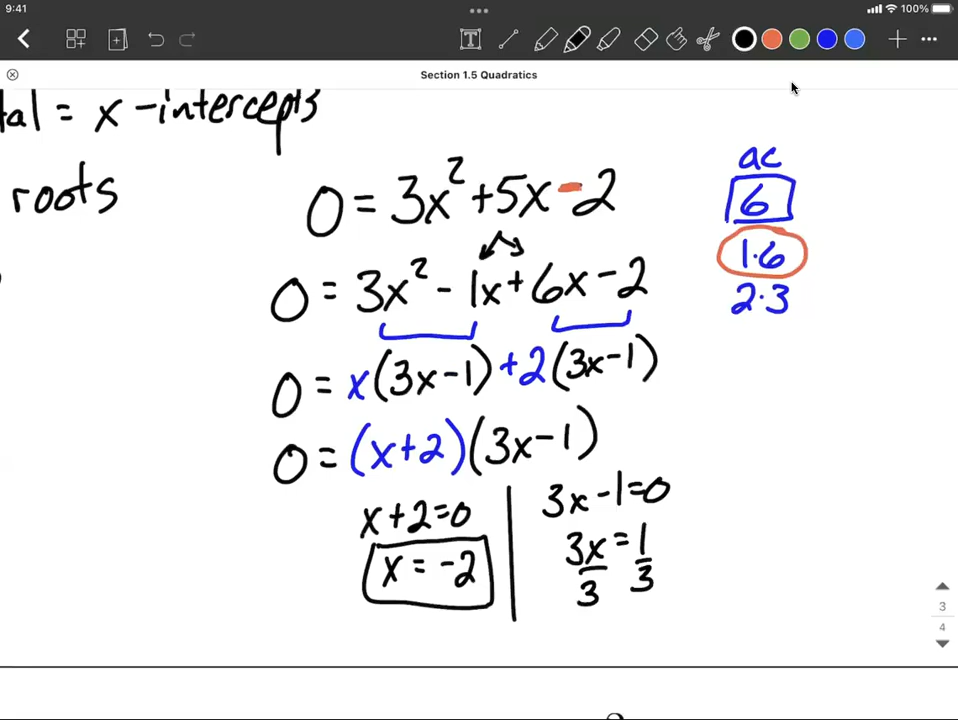 9:41
100%
Section 1.5 Quadratics
= x -intercepts
roots
0 = 3x² + 5x - 2
ac
6
1·6
2·3
0 = 3x² - 1x + 6x - 2
0 = x(3x-1) + 2(3x-1)
0 = (x+2)(3x-1)
x+2=0
x = -2
3x-1=0
3x = 1
3 3
3
4